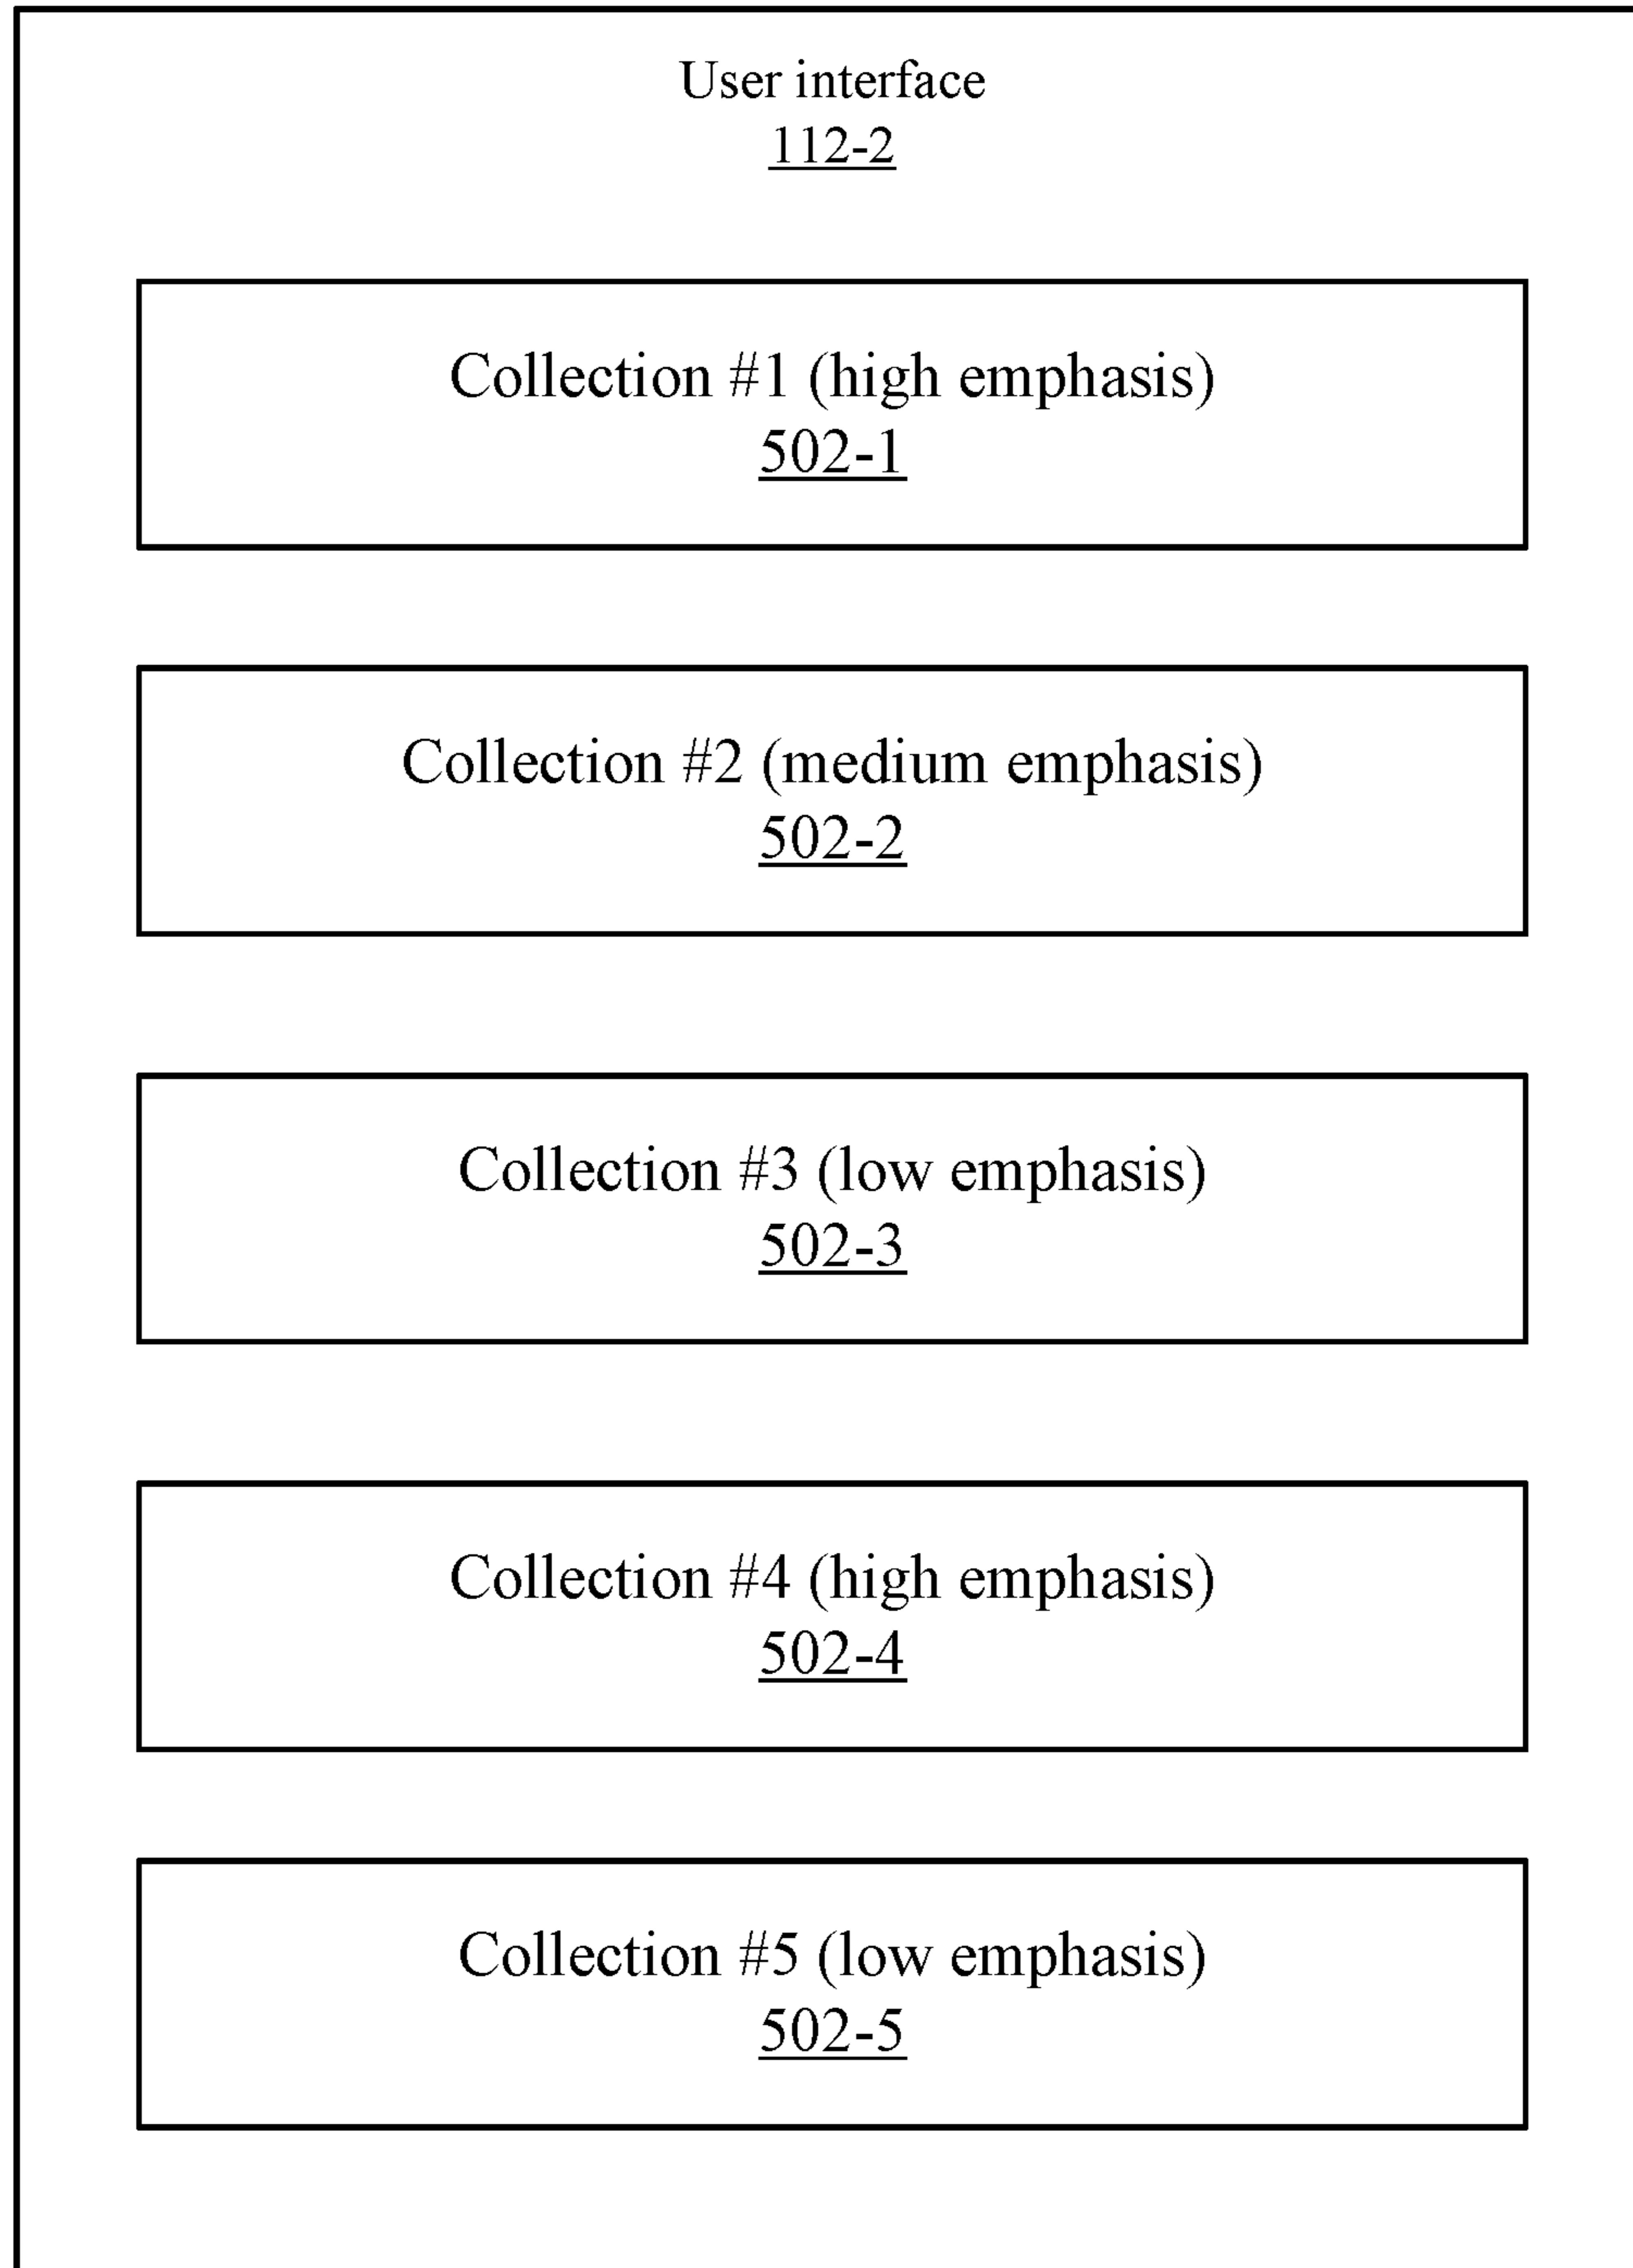 User interface
112-2
Collection #1 (high emphasis)
502-1
Collection #2 (medium emphasis)
502-2
Collection #3 (low emphasis)
502-3
Collection #4 (high emphasis)
502-4
Collection #5 (low emphasis)
502-5